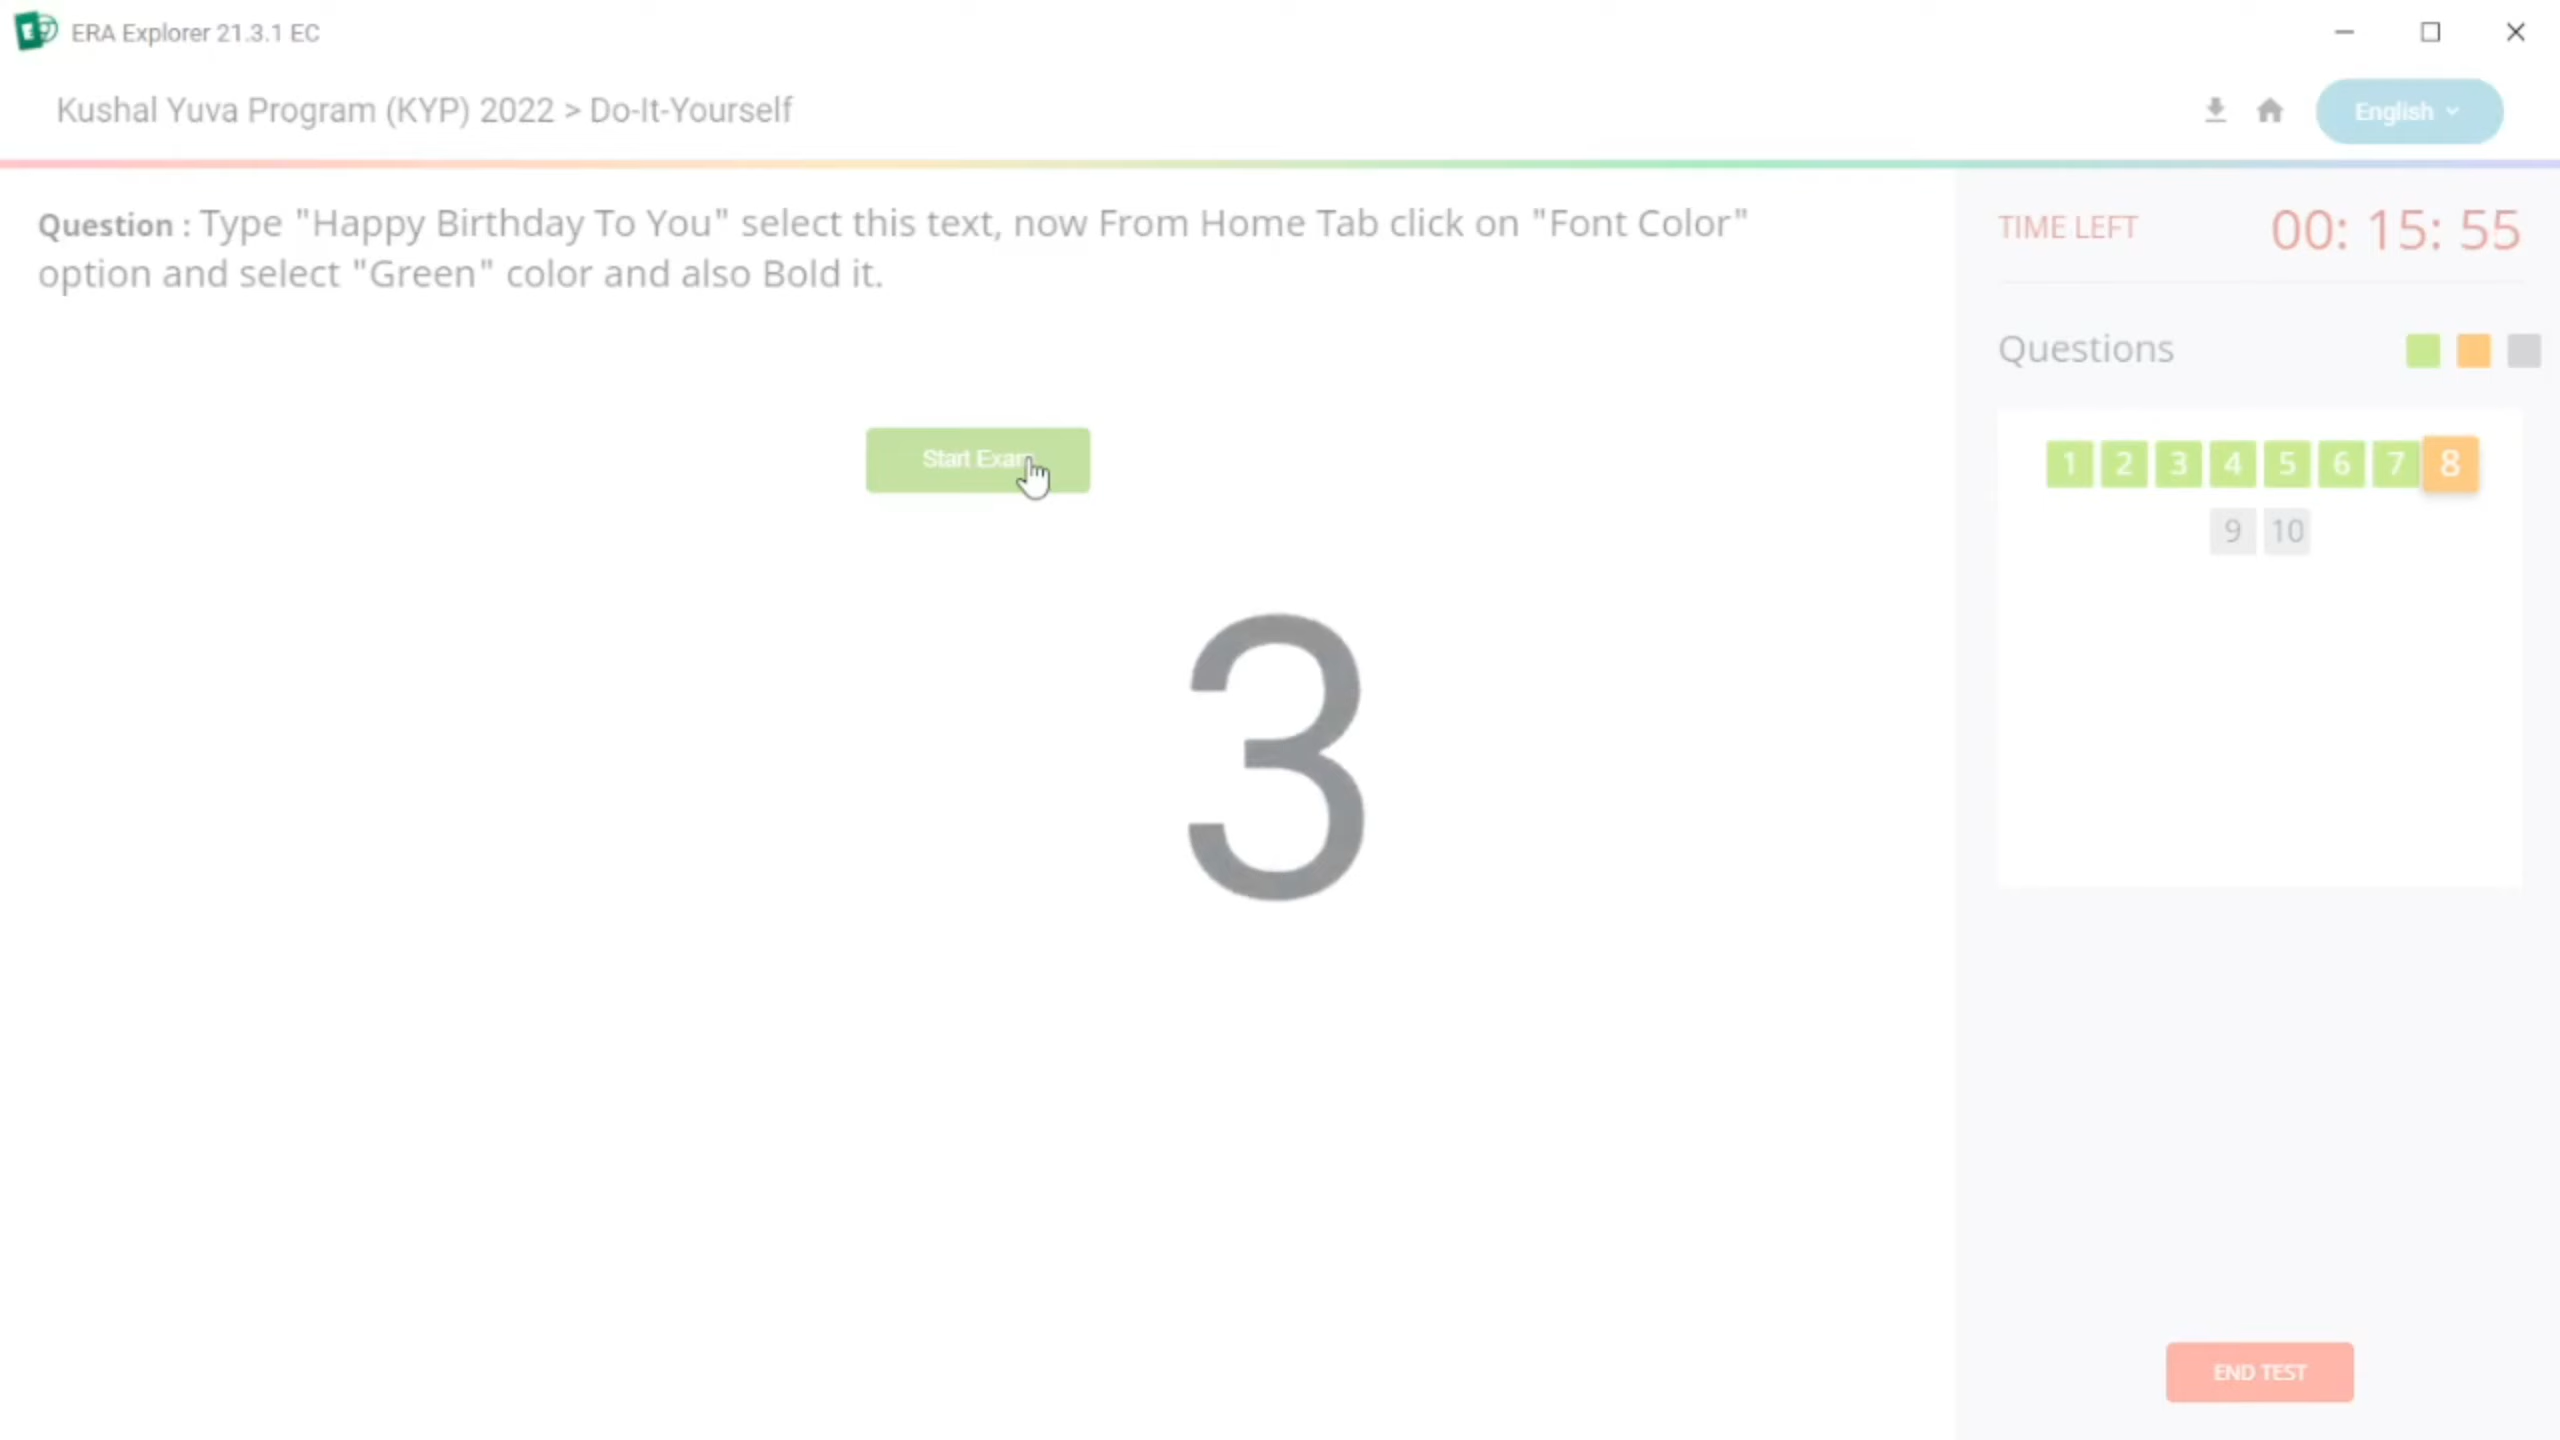 ERA Explorer 21.3.1 EC
Kushal Yuva Program (KYP) 2022 > Do-It-Yourself
English
Question : Type "Happy Birthday To You" select this text, now From Home Tab click on "Font Color"
option and select "Green" color and also Bold it.
TIME LEFT 00: 15: 55
Questions
Start Exam
1 2 3 4 5 6 7 8
9 10
3
END TEST